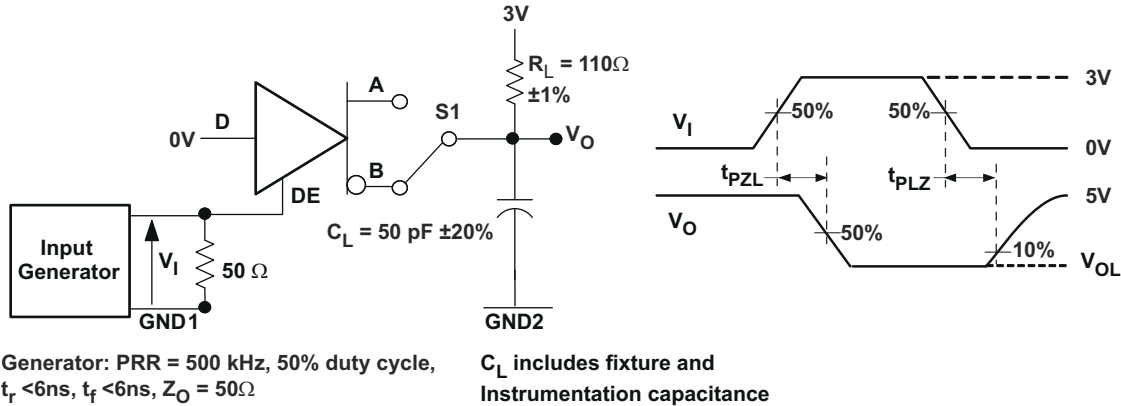 3V
R_L = 110Ω
±1%
A
S1
D
0V
V_O
B
DE
C_L = 50 pF ±20%
Input
Generator
V_I
50 Ω
GND1
GND2
3V
50%
50%
V_I
0V
t_PZL
t_PLZ
5V
V_O
50%
10%
V_OL
Generator: PRR = 500 kHz, 50% duty cycle,
t_r <6ns, t_f <6ns, Z_O = 50Ω
C_L includes fixture and
Instrumentation capacitance